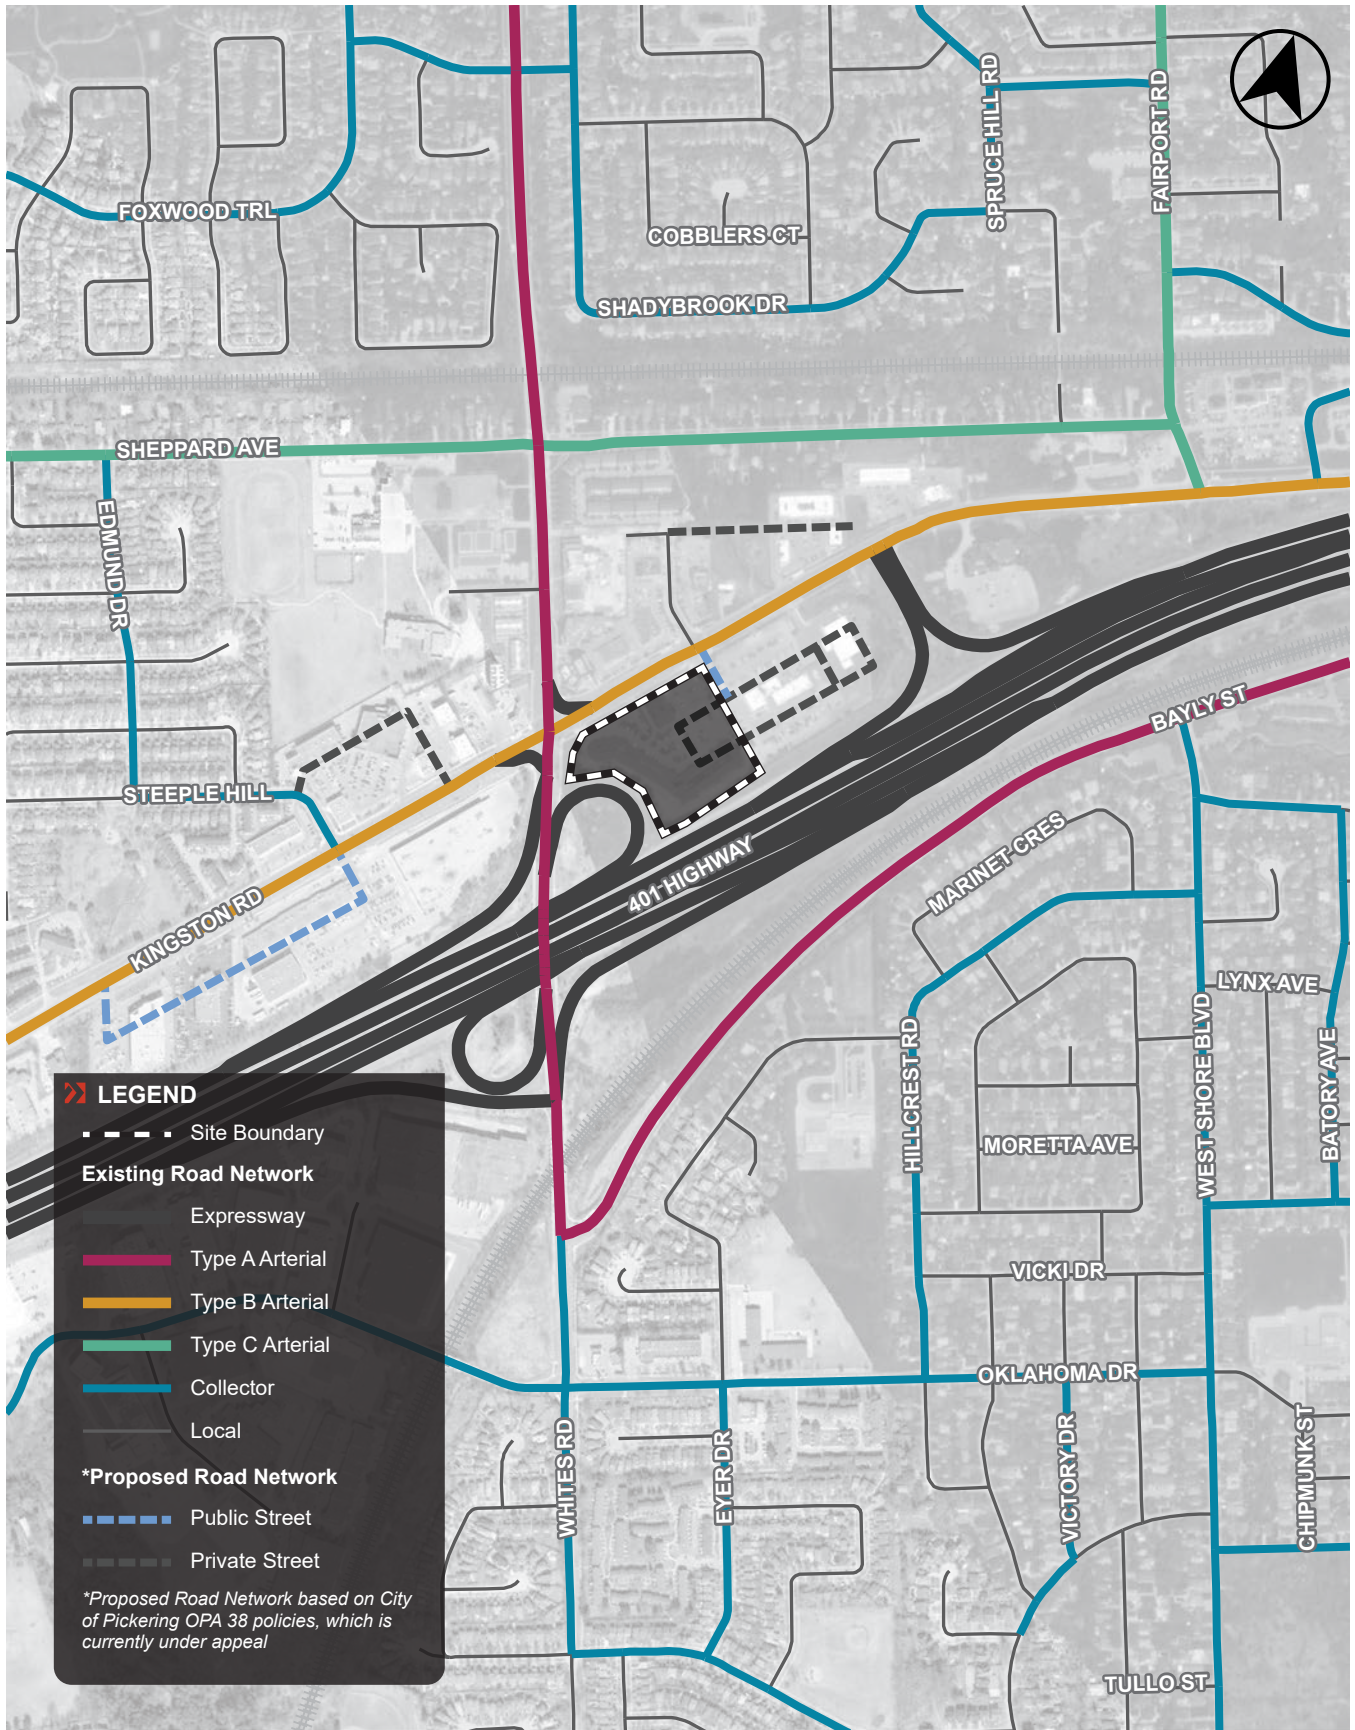 SPRUCE HILL RD
FAIRPORT RD
FOXWOOD TRL
COBBLERS CT
SHADYBROOK DR
SHEPPARD AVE
EDMUND DR
BAYLY ST
STEEPLE HILL
MARINET CRES
401 HIGHWAY
KINGSTON RD
LYNX AVE
HILLCREST RD
WEST SHORE BLVD
BATORY AVE
MORETTA AVE
VICKI DR
OKLAHOMA DR
WHITES RD
EYER DR
VICTORY DR
CHIPMUNK ST
TULLO ST
LEGEND
Site Boundary
Existing Road Network
Expressway
Type A Arterial
Type B Arterial
Type C Arterial
Collector
Local
*Proposed Road Network
Public Street
Private Street
*Proposed Road Network based on City
of Pickering OPA 38 policies, which is
currently under appeal